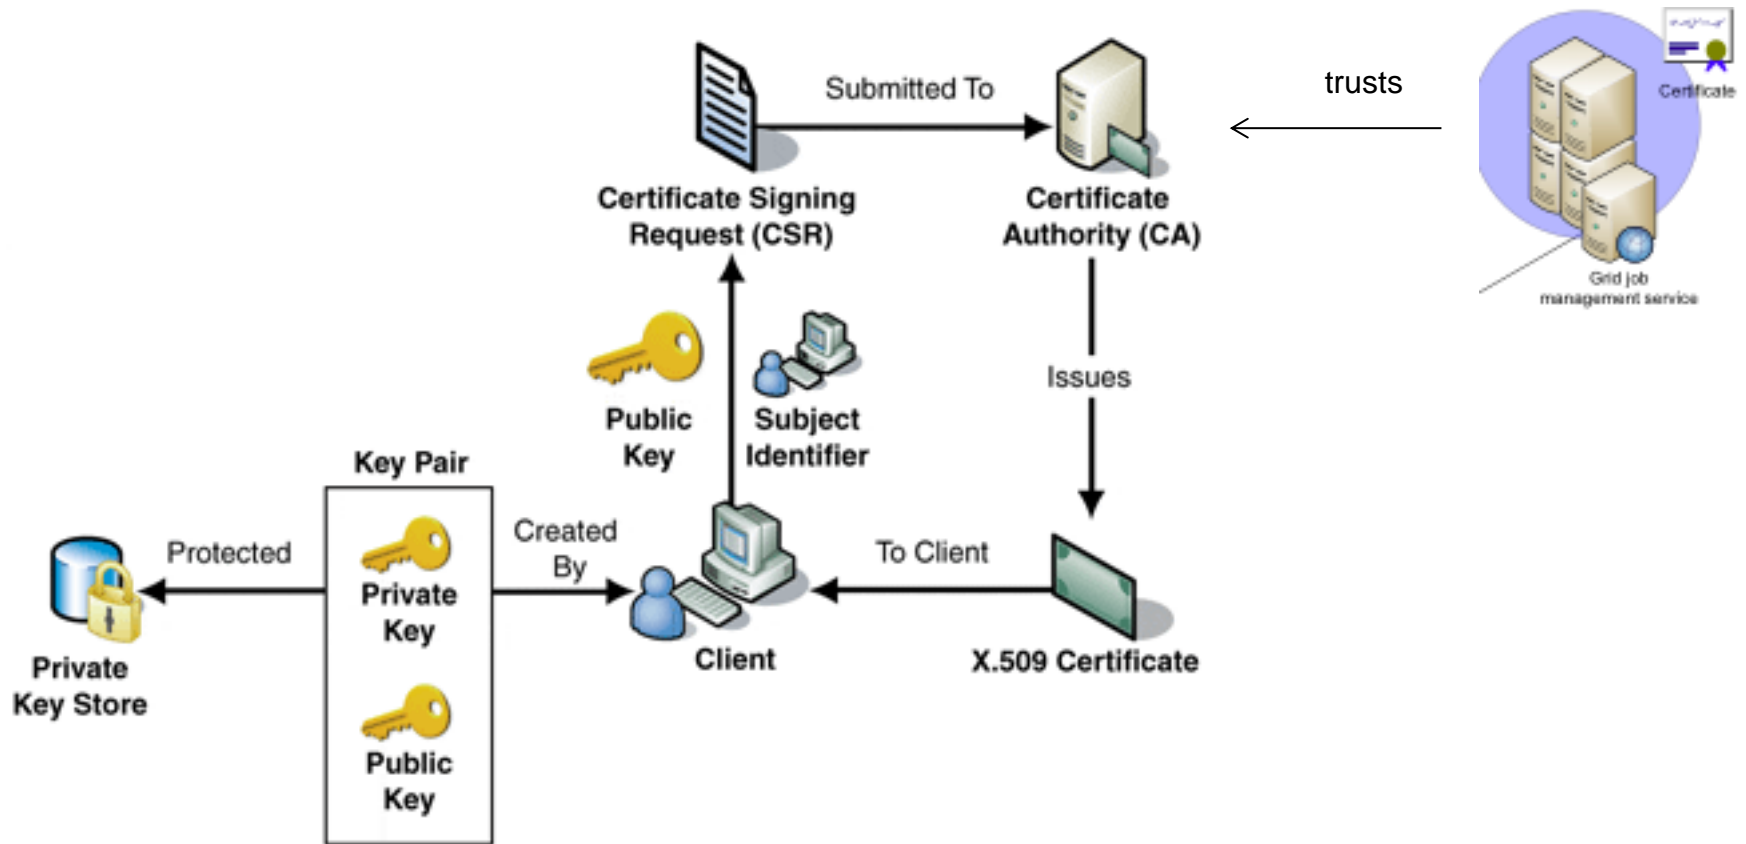 Submitted To
trusts
Certificate
Certificate Signing
Request (CSR)
Certificate
Authority (CA)
Grid job
management service
Public
Key
Subject
Identifier
Issues
Key Pair
Protected
Private
Key
Created
By
To Client
Private
Key Store
Client
X.509 Certificate
Public
Key